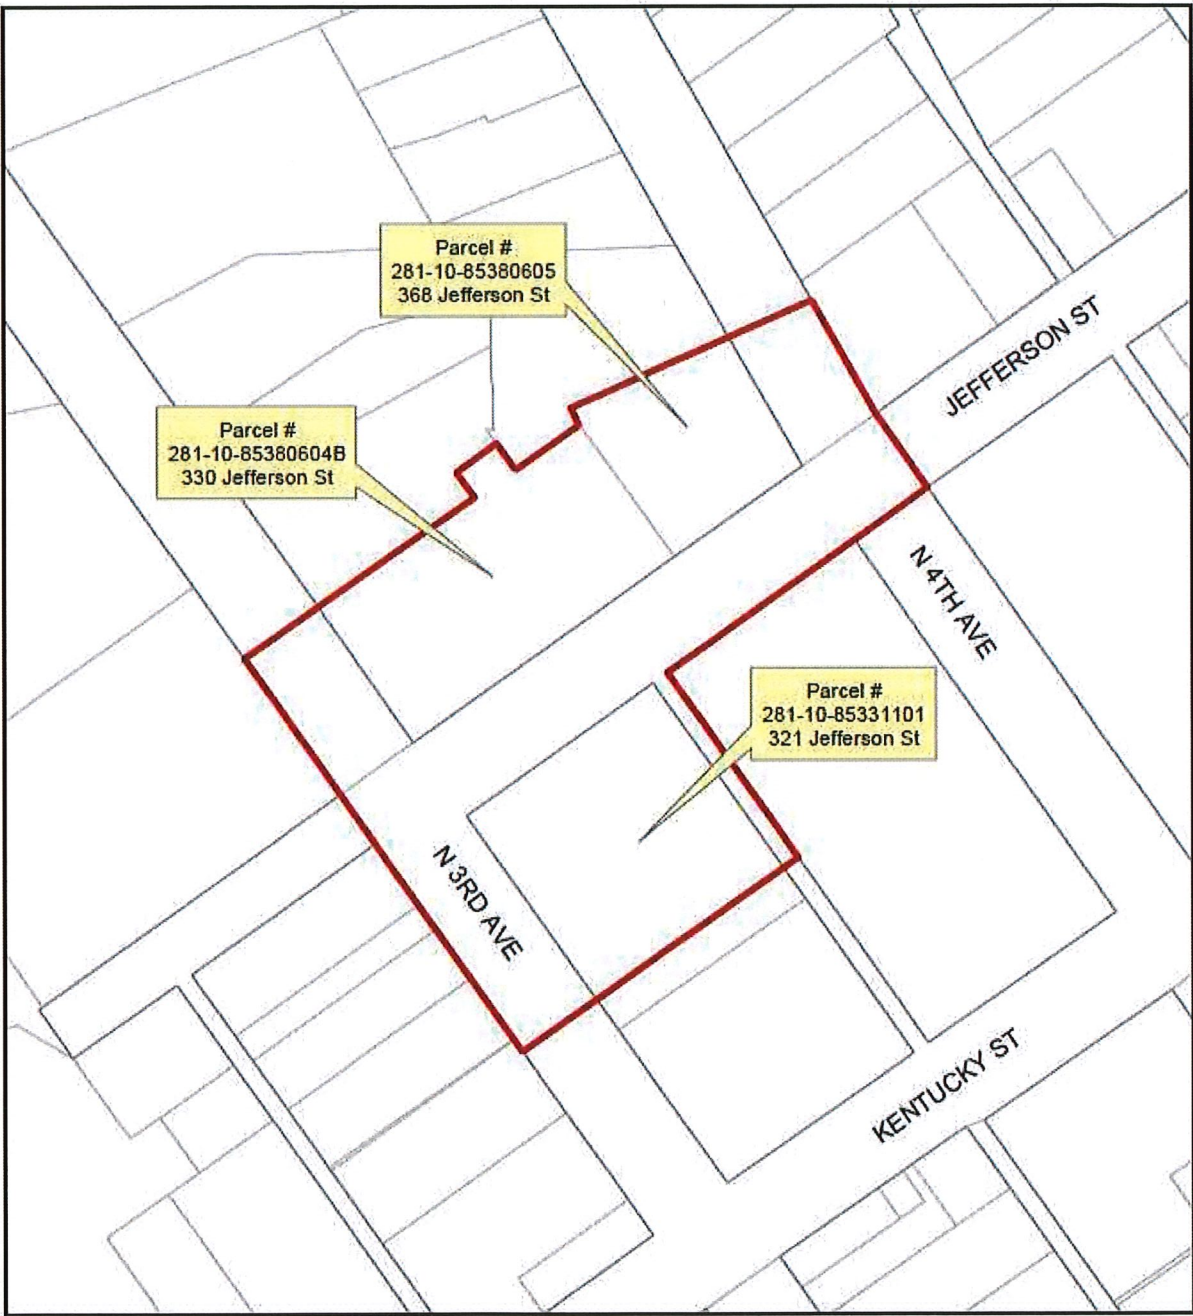 Parcel #
281-10-85380605
368 Jefferson St
JEFFERSON ST
Parcel #
281-10-85380604B
330 Jefferson St
N 4TH AVE
Parcel #
281-10-85331101
321 Jefferson St
N 3RD AVE
KENTUCKY ST